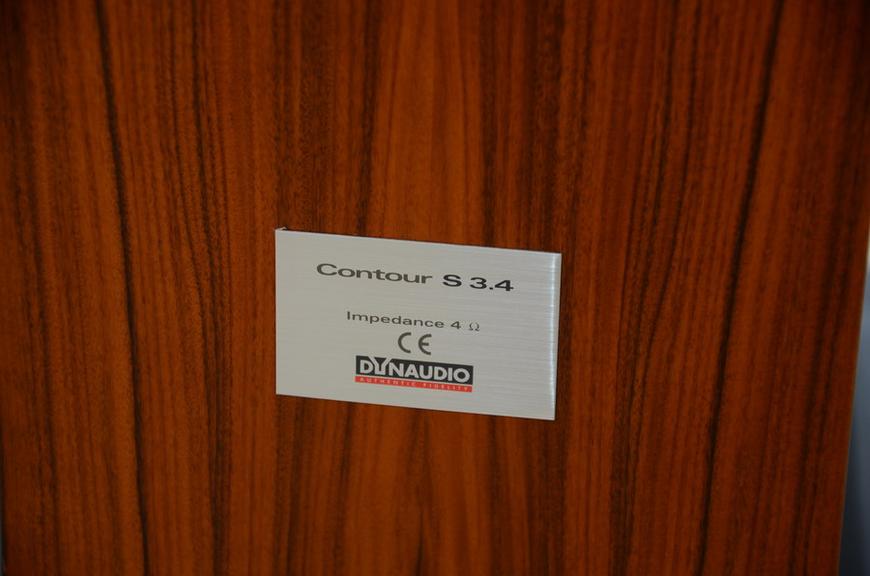 Contour S 3.4
Impedance 4 Ω
CE
DYNAUDIO
AUTHENTIC FIDELITY